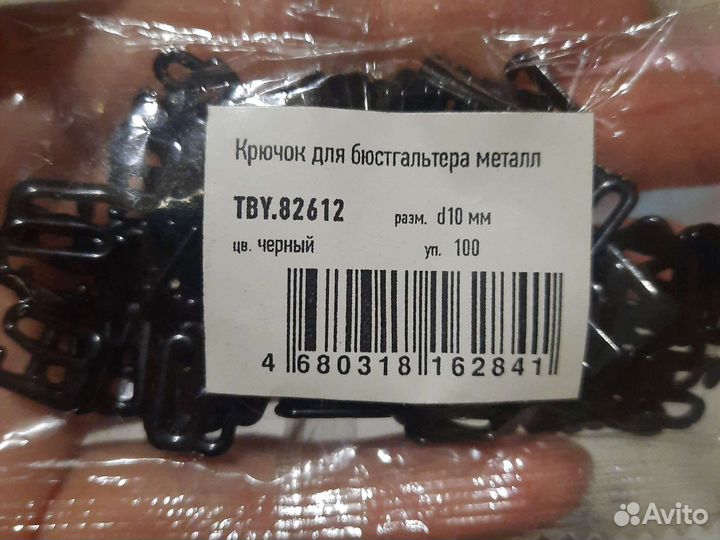 Крючок для бюстгальтера металл
TBY.82612 разм. d10 мм
цв. черный уп. 100
4 680318 162841
Avito